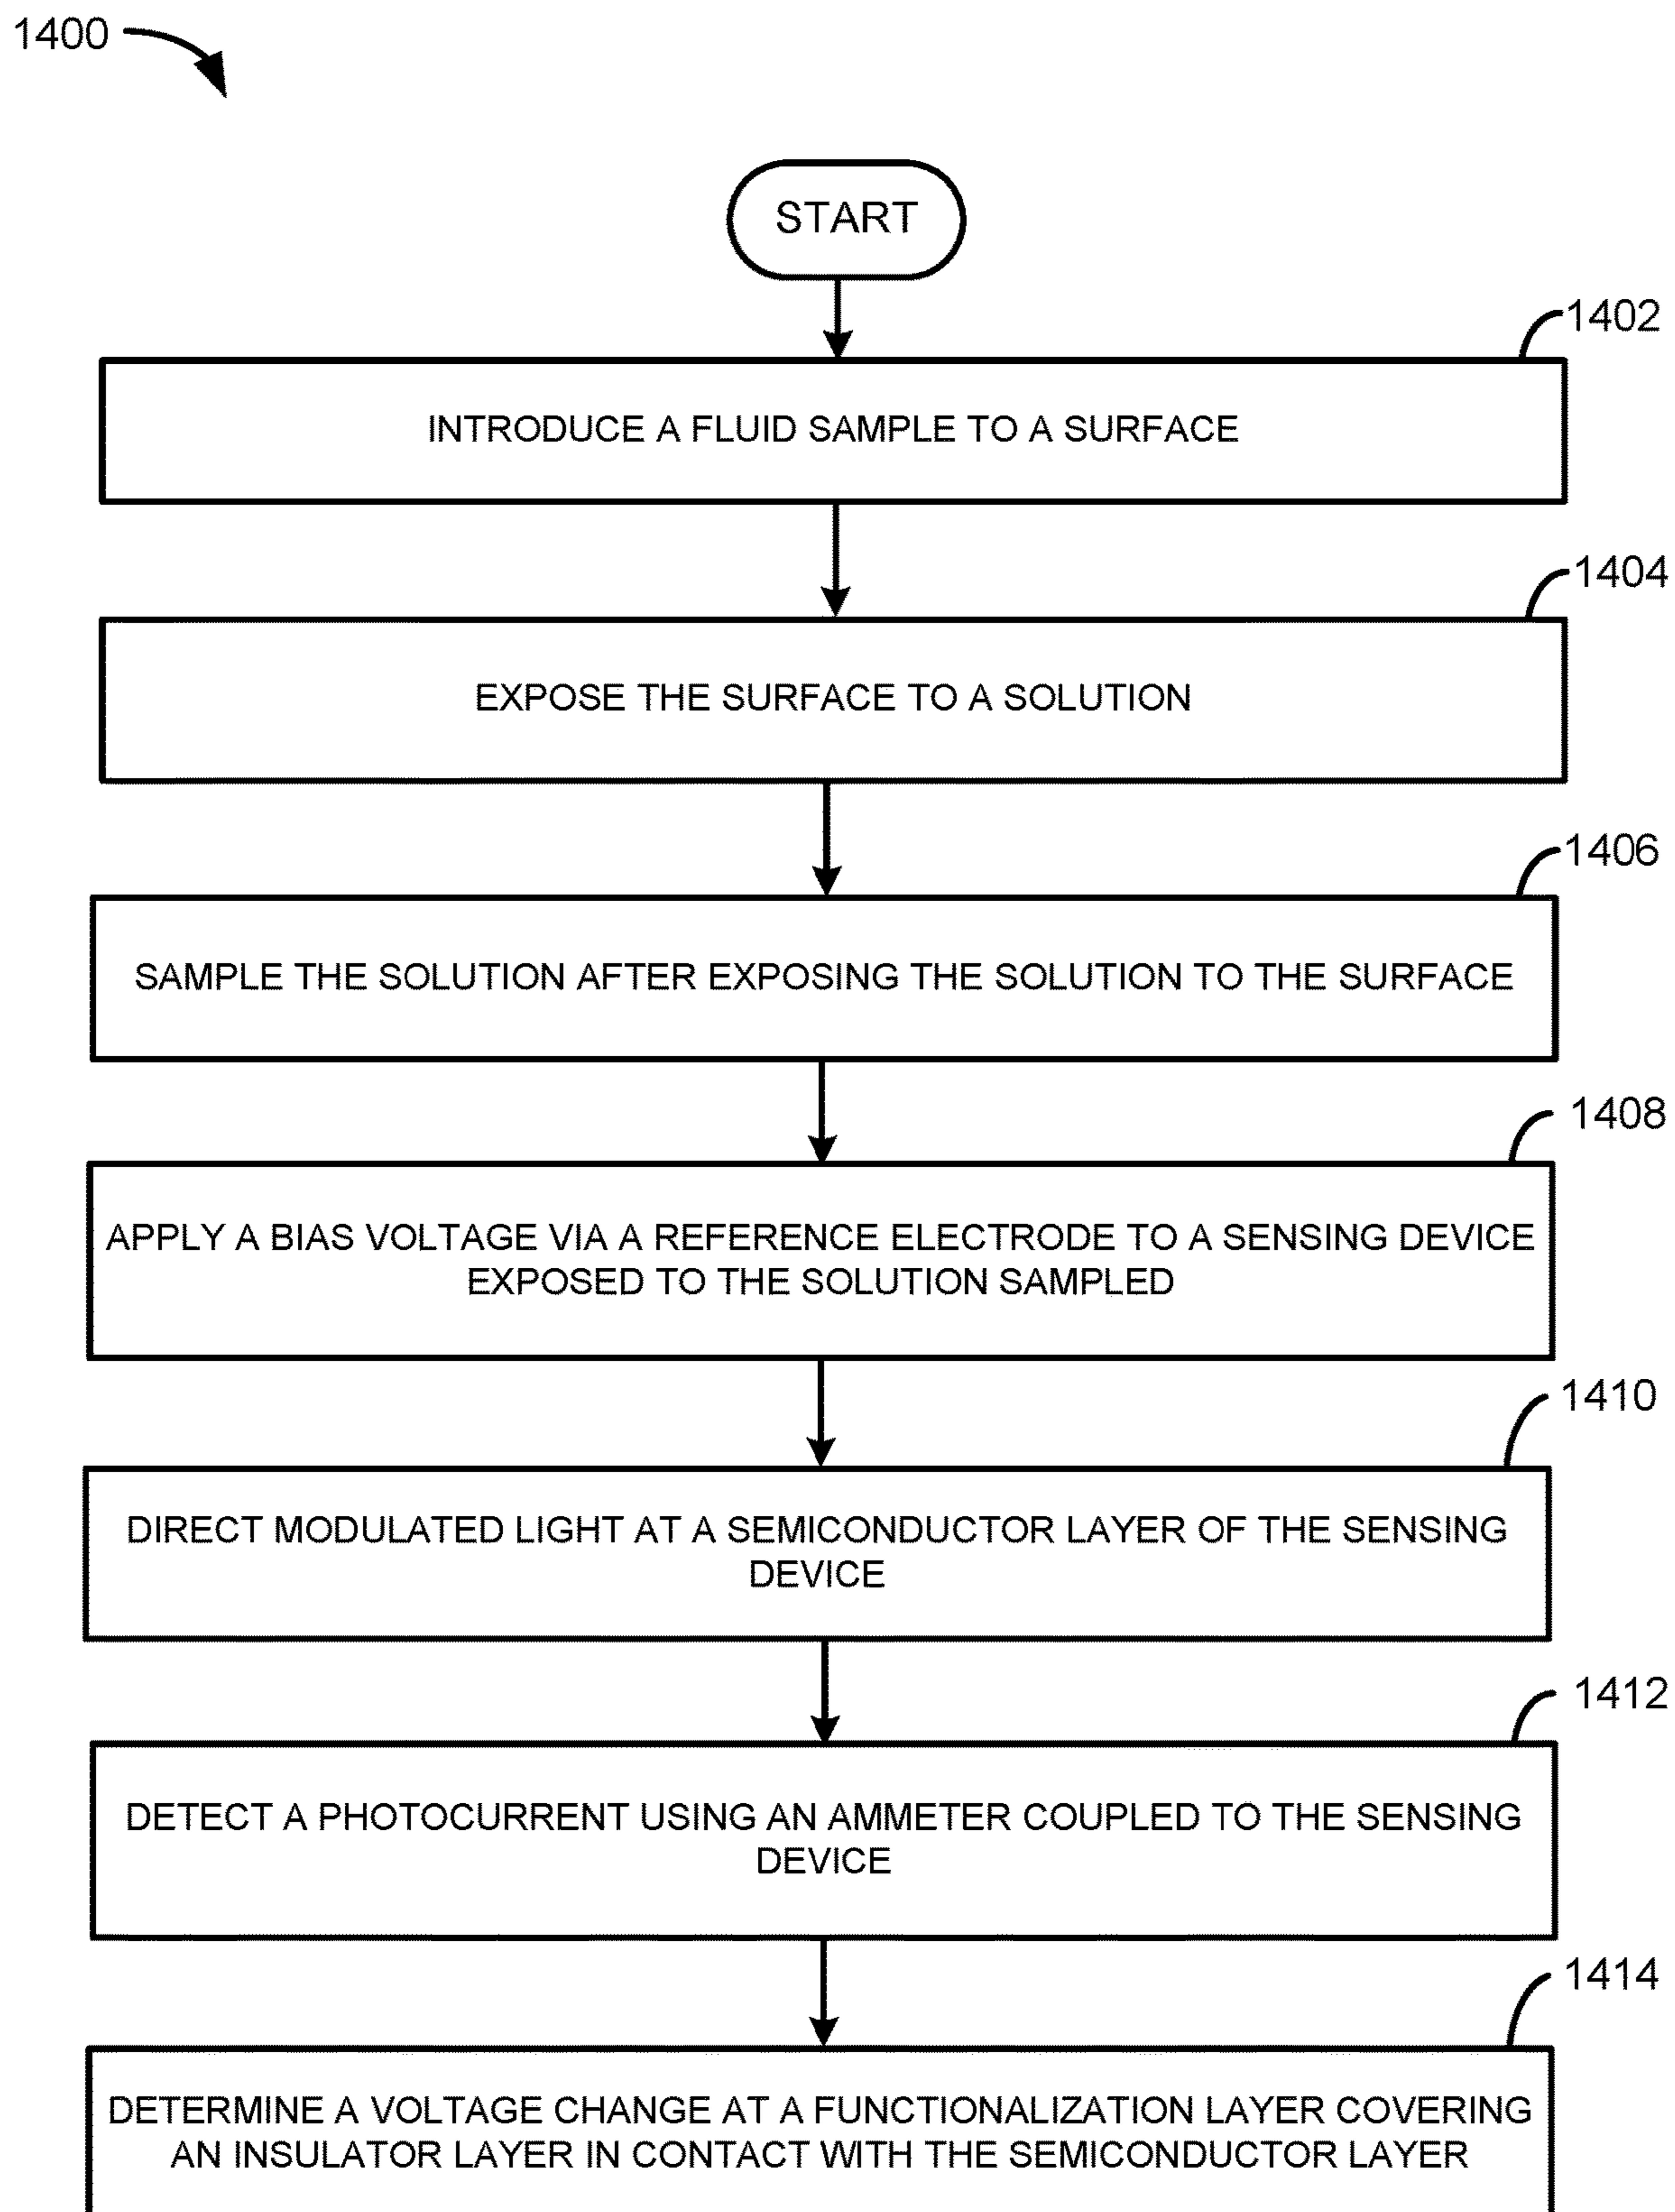 1400
START
1402
INTRODUCE A FLUID SAMPLE TO A SURFACE
1404
EXPOSE THE SURFACE TO A SOLUTION
1406
SAMPLE THE SOLUTION AFTER EXPOSING THE SOLUTION TO THE SURFACE
1408
APPLY A BIAS VOLTAGE VIA A REFERENCE ELECTRODE TO A SENSING DEVICE
EXPOSED TO THE SOLUTION SAMPLED
1410
DIRECT MODULATED LIGHT AT A SEMICONDUCTOR LAYER OF THE SENSING
DEVICE
1412
DETECT A PHOTOCURRENT USING AN AMMETER COUPLED TO THE SENSING
DEVICE
1414
DETERMINE A VOLTAGE CHANGE AT A FUNCTIONALIZATION LAYER COVERING
AN INSULATOR LAYER IN CONTACT WITH THE SEMICONDUCTOR LAYER